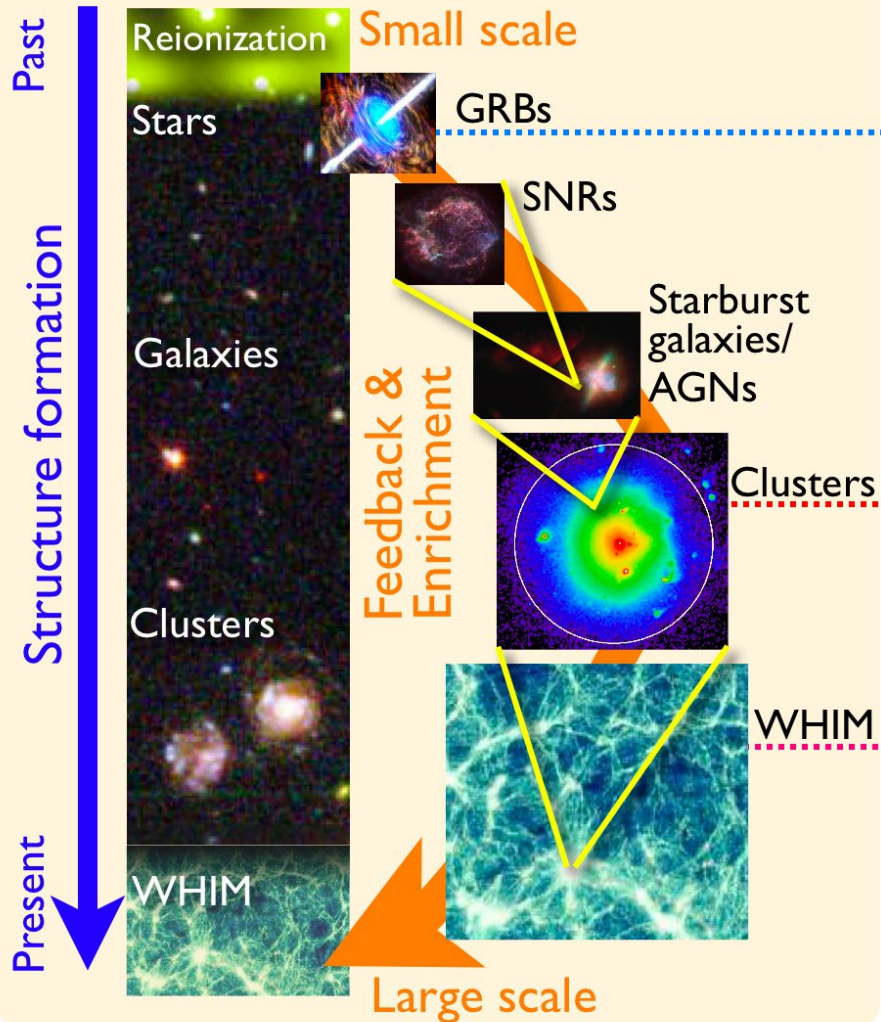 Past
Structure formation
Present
Reionization
Stars
Galaxies
Clusters
WHIM
Small scale
GRBs
SNRs
Starburst
galaxies/
AGNs
Feedback &
Enrichment
Clusters
WHIM
Large scale